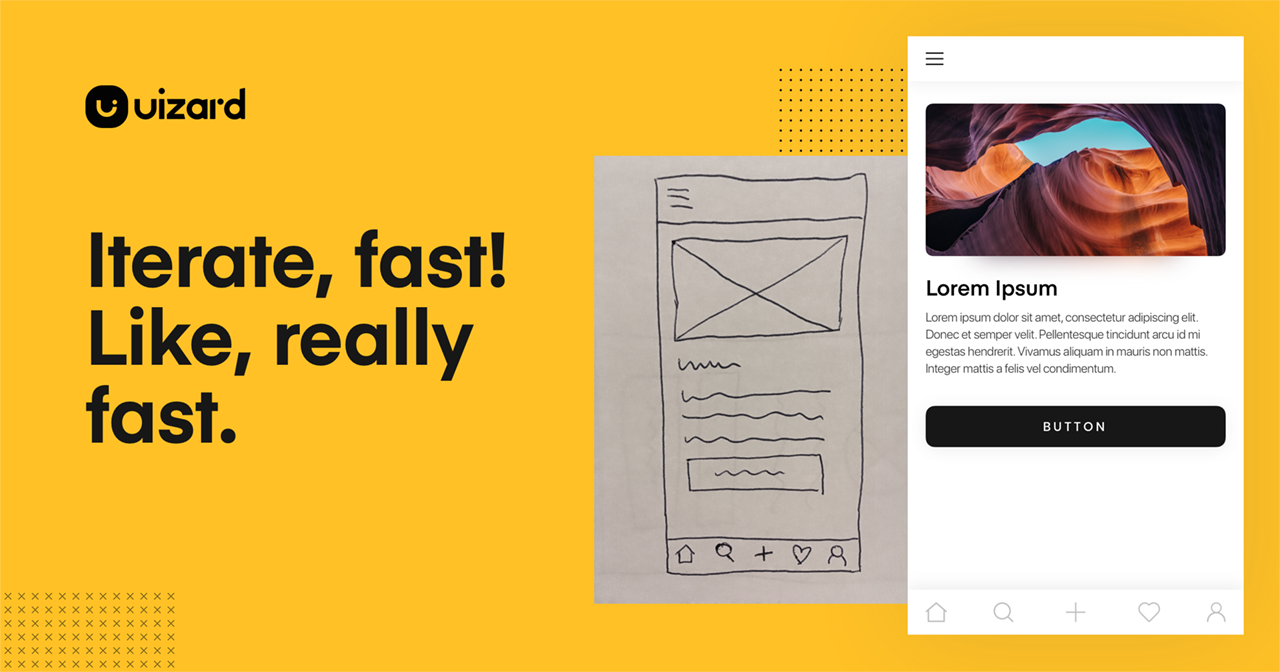 uizard
Iterate, fast!
Like, really
fast.
Lorem Ipsum
Lorem ipsum dolor sit amet, consectetur adipiscing elit.
Donec et semper velit. Pellentesque tincidunt arcu id mi
egestas hendrerit. Vivamus aliquam in mauris non mattis.
Integer mattis a felis vel condimentum.
BUTTON